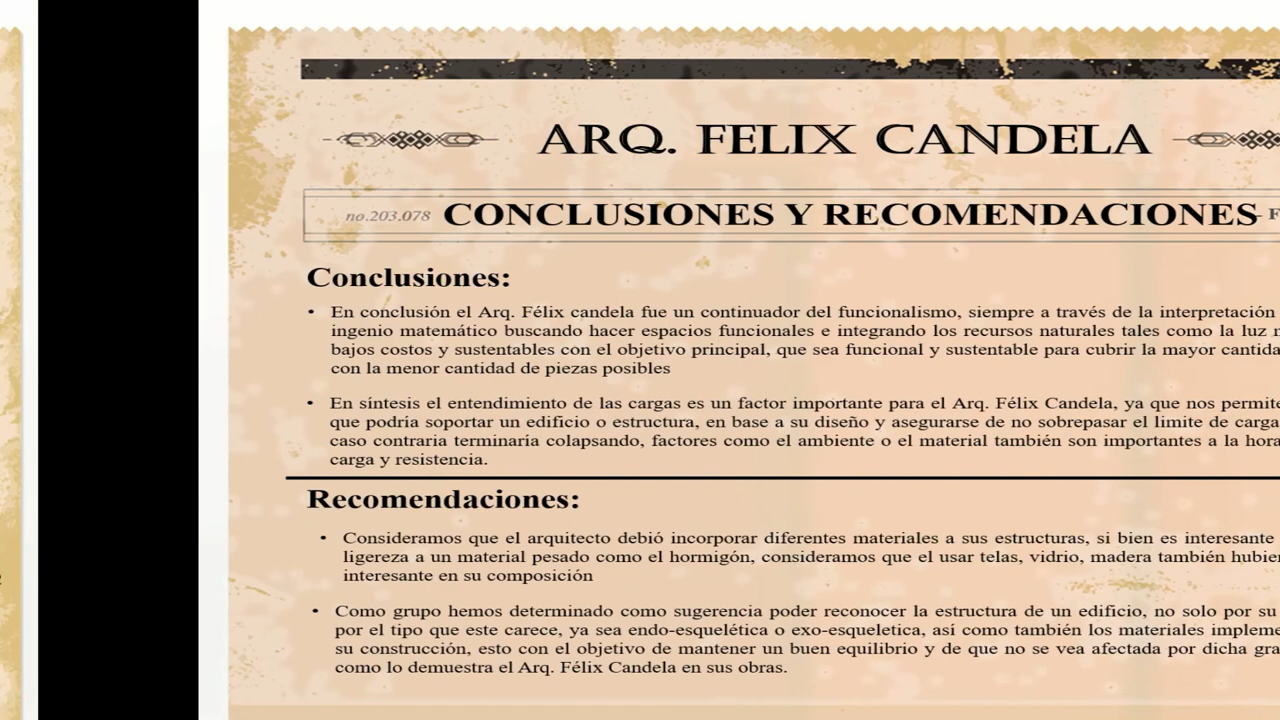 ARQ. FELIX CANDELA
no.203.078 CONCLUSIONES Y RECOMENDACIONES
Conclusiones:
• En conclusión el Arq. Félix candela fue un continuador del funcionalismo, siempre a través de la interpretación
ingenio matemático buscando hacer espacios funcionales e integrando los recursos naturales tales como la luz
bajos costos y sustentables con el objetivo principal, que sea funcional y sustentable para cubrir la mayor
con la menor cantidad de piezas posibles
• En síntesis el entendimiento de las cargas es un factor importante para el Arq. Félix Candela, ya que nos
que podría soportar un edificio o estructura, en base a su diseño y asegurarse de no sobrepasar el limite de
caso contraria terminaría colapsando, factores como el ambiente o el material también son importantes a la hora
carga y resistencia.
Recomendaciones:
• Consideramos que el arquitecto debió incorporar diferentes materiales a sus estructuras, si bien es interesante
ligereza a un material pesado como el hormigón, consideramos que el usar telas, vidrio, madera también
interesante en su composición
• Como grupo hemos determinado como sugerencia poder reconocer la estructura de un edificio, no solo por su
por el tipo que este carece, ya sea endo-esquelética o exo-esqueletica, así como también los materiales
su construcción, esto con el objetivo de mantener un buen equilibrio y de que no se vea afectada por dicha
como lo demuestra el Arq. Félix Candela en sus obras.